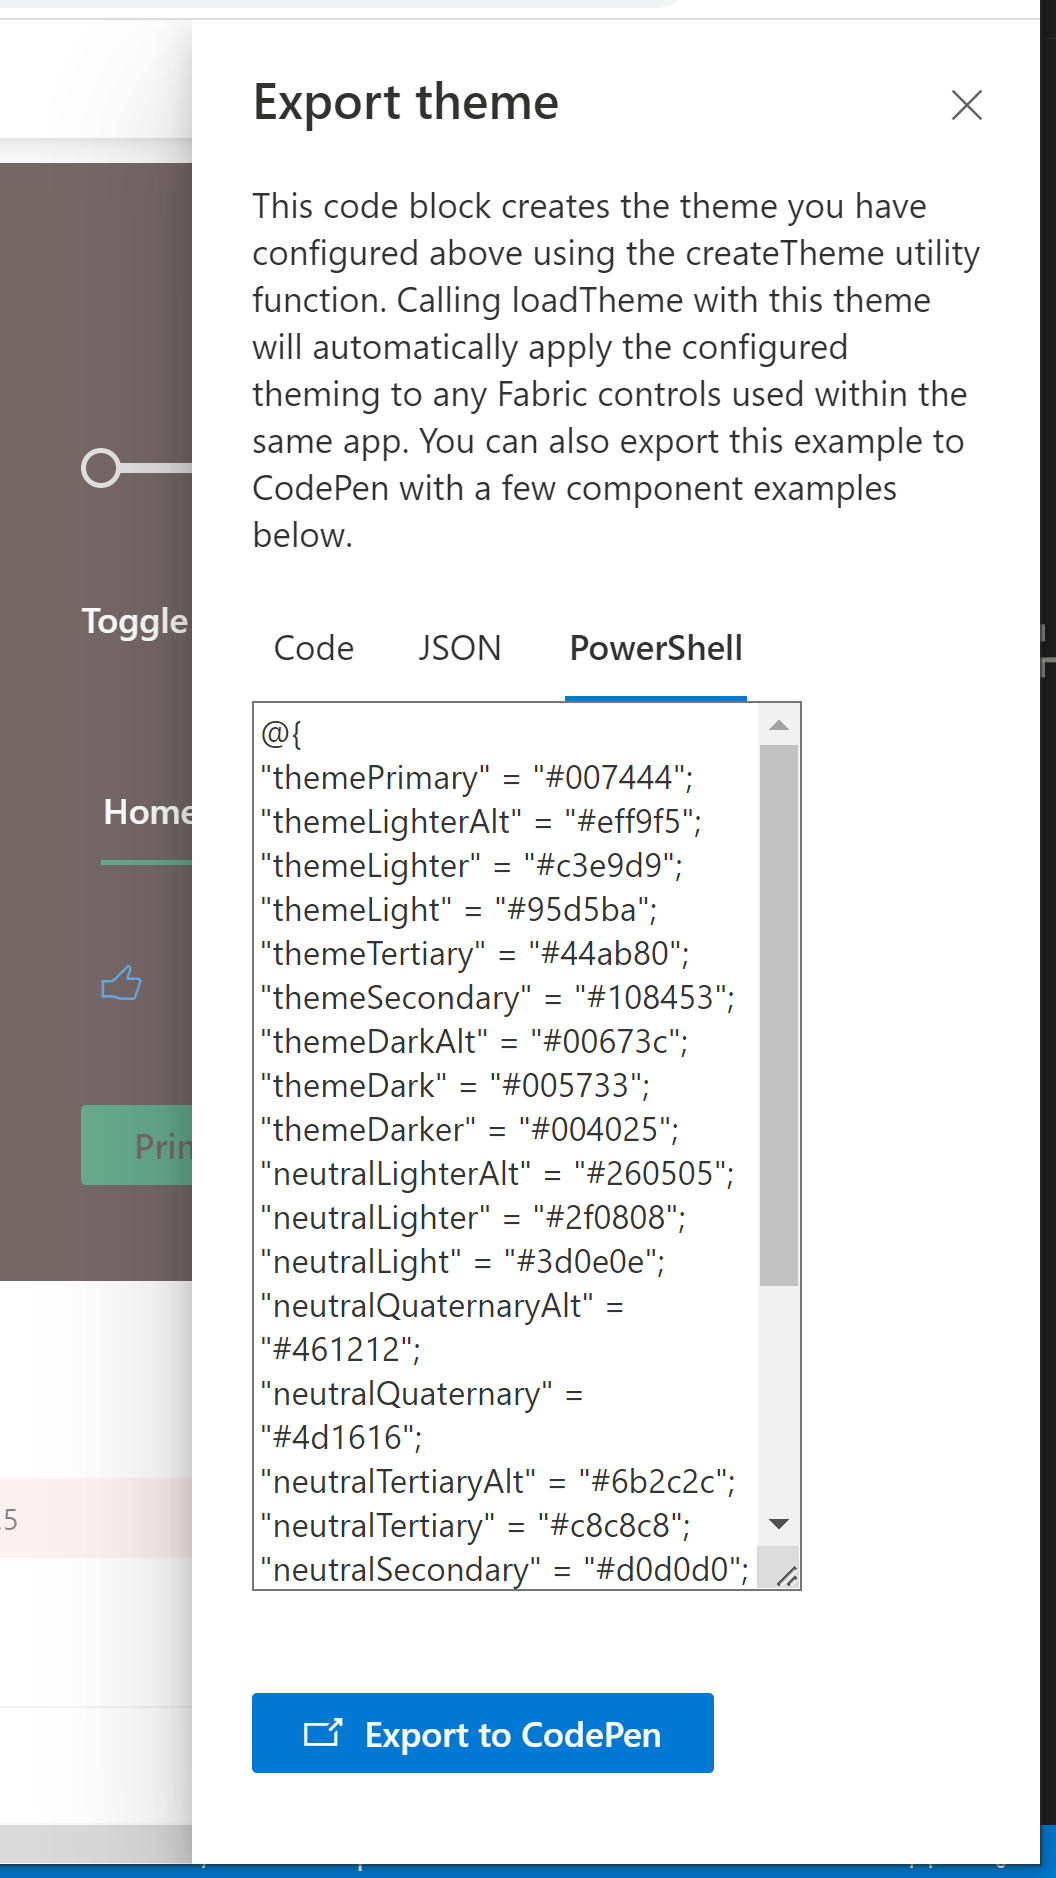 Export theme
This code block creates the theme you have
configured above using the createTheme utility
function. Calling loadTheme with this theme
will automatically apply the configured
theming to any Fabric controls used within the
same app. You can also export this example to
CodePen with a few component examples
below.
Toggle
Home
Prin
.5
Code JSON PowerShell
@{
"themePrimary" = "#007444";
"themeLighterAlt" = "#eff9f5";
"themeLighter" = "#c3e9d9";
"themeLight" = "#95d5ba";
"themeTertiary" = "#44ab80";
"themeSecondary" = "#108453";
"themeDarkAlt" = "#00673c";
"themeDark" = "#005733";
"themeDarker" = "#004025";
"neutralLighterAlt" = "#260505";
"neutralLighter" = "#2f0808";
"neutralLight" = "#3d0e0e";
"neutralQuaternaryAlt" =
"#461212";
"neutralQuaternary" =
"#4d1616";
"neutralTertiaryAlt" = "#6b2c2c";
"neutralTertiary" = "#c8c8c8";
"neutralSecondary" = "#d0d0d0";
Export to CodePen